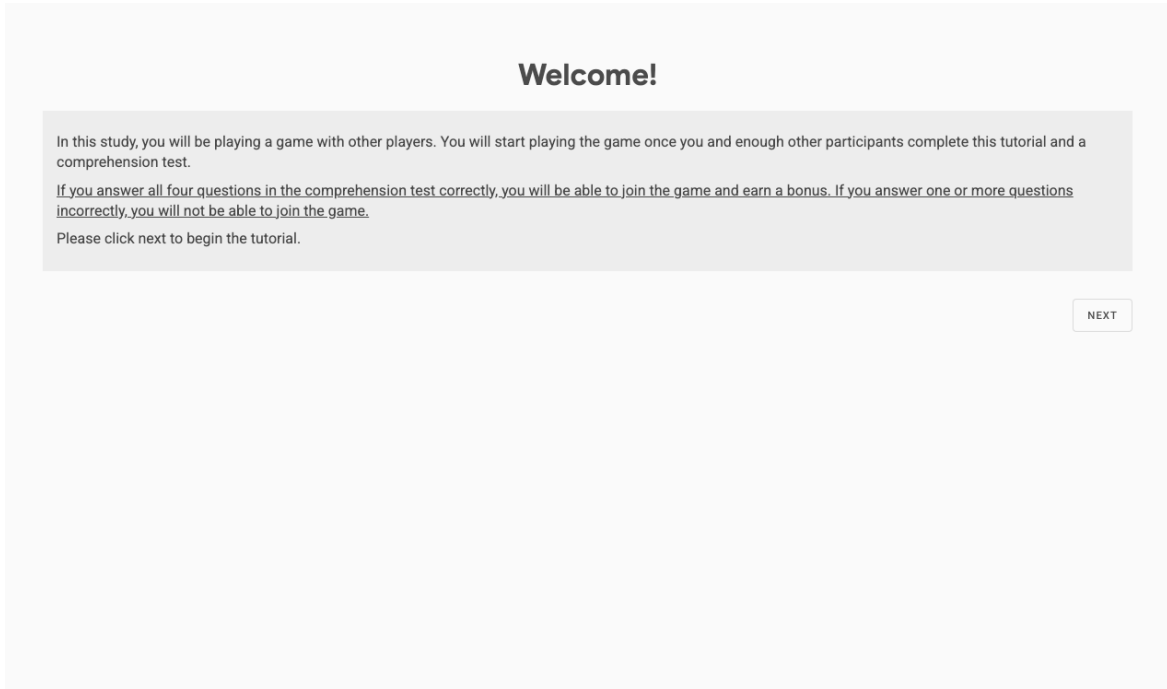 Welcome!
In this study, you will be playing a game with other players. You will start playing the game once you and enough other participants complete this tutorial and a
comprehension test.
If you answer all four questions in the comprehension test correctly, you will be able to join the game and earn a bonus. If you answer one or more questions
incorrectly, you will not be able to join the game.
Please click next to begin the tutorial.
NEXT